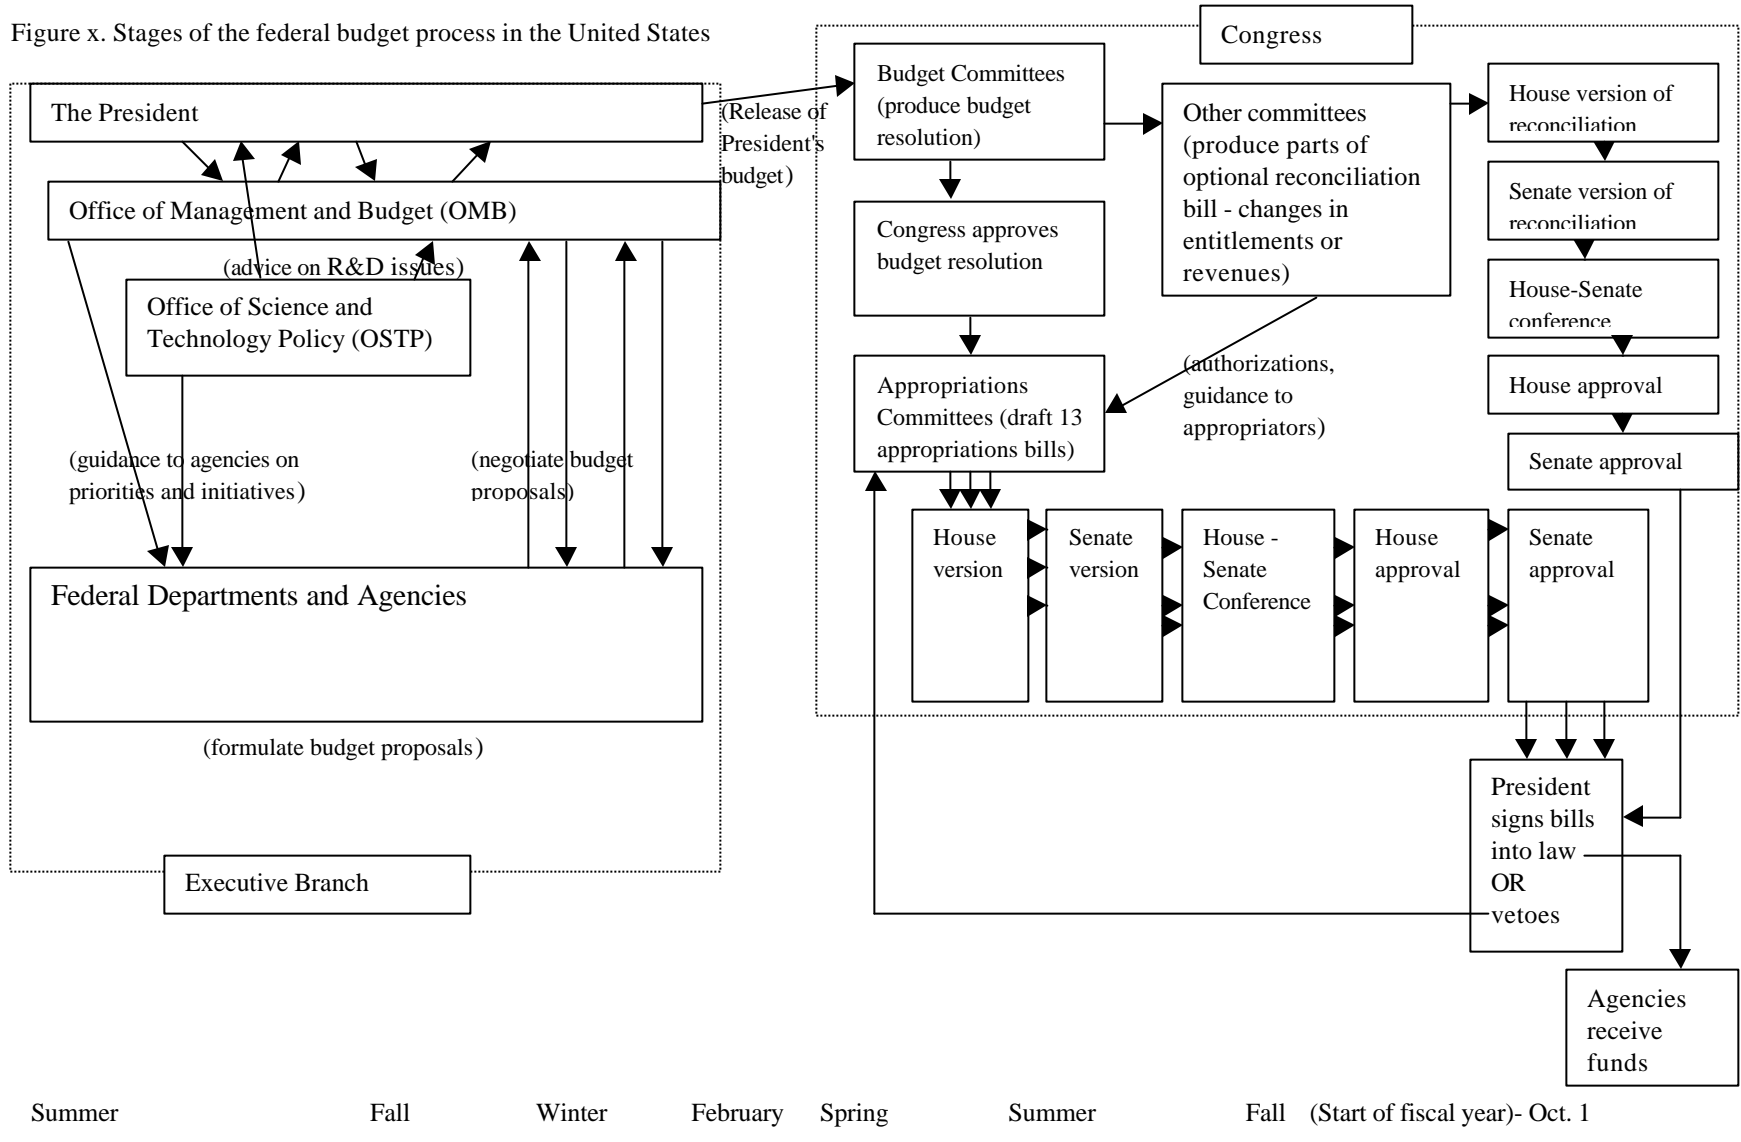 Figure x. Stages of the federal budget process in the United States
The President
Office of Management and Budget (OMB)
(advice on R&D issues)
Office of Science and
Technology Policy (OSTP)
(guidance to agencies on
priorities and initiatives)
(negotiate budget
proposals)
Federal Departments and Agencies
(formulate budget proposals)
Executive Branch
(Release of
President's
budget)
Congress
Budget Committees
(produce budget
resolution)
Congress approves
budget resolution
Appropriations
Committees (draft 13
appropriations bills)
Other committees
(produce parts of
optional reconciliation
bill - changes in
entitlements or
revenues)
(authorizations,
guidance to
appropriators)
House version of
reconciliation
Senate version of
reconciliation
House-Senate
conference
House approval
Senate approval
House
version
Senate
version
House -
Senate
Conference
House
approval
Senate
approval
President
signs bills
into law
OR
vetoes
Agencies
receive
funds
Summer Fall Winter February Spring Summer Fall (Start of fiscal year)- Oct. 1